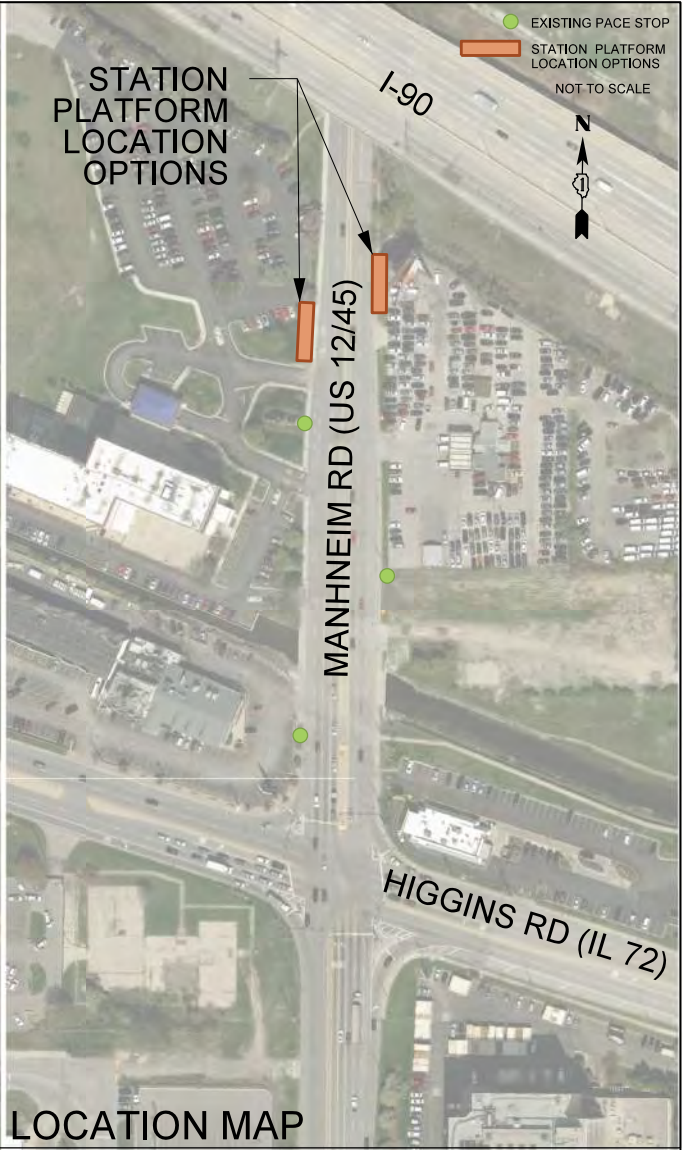 EXISTING PACE STOP
STATION PLATFORM
LOCATION OPTIONS
NOT TO SCALE
N
STATION
PLATFORM
LOCATION
OPTIONS
I-90
MANHNEIM RD (US 12/45)
HIGGINS RD (IL 72)
LOCATION MAP